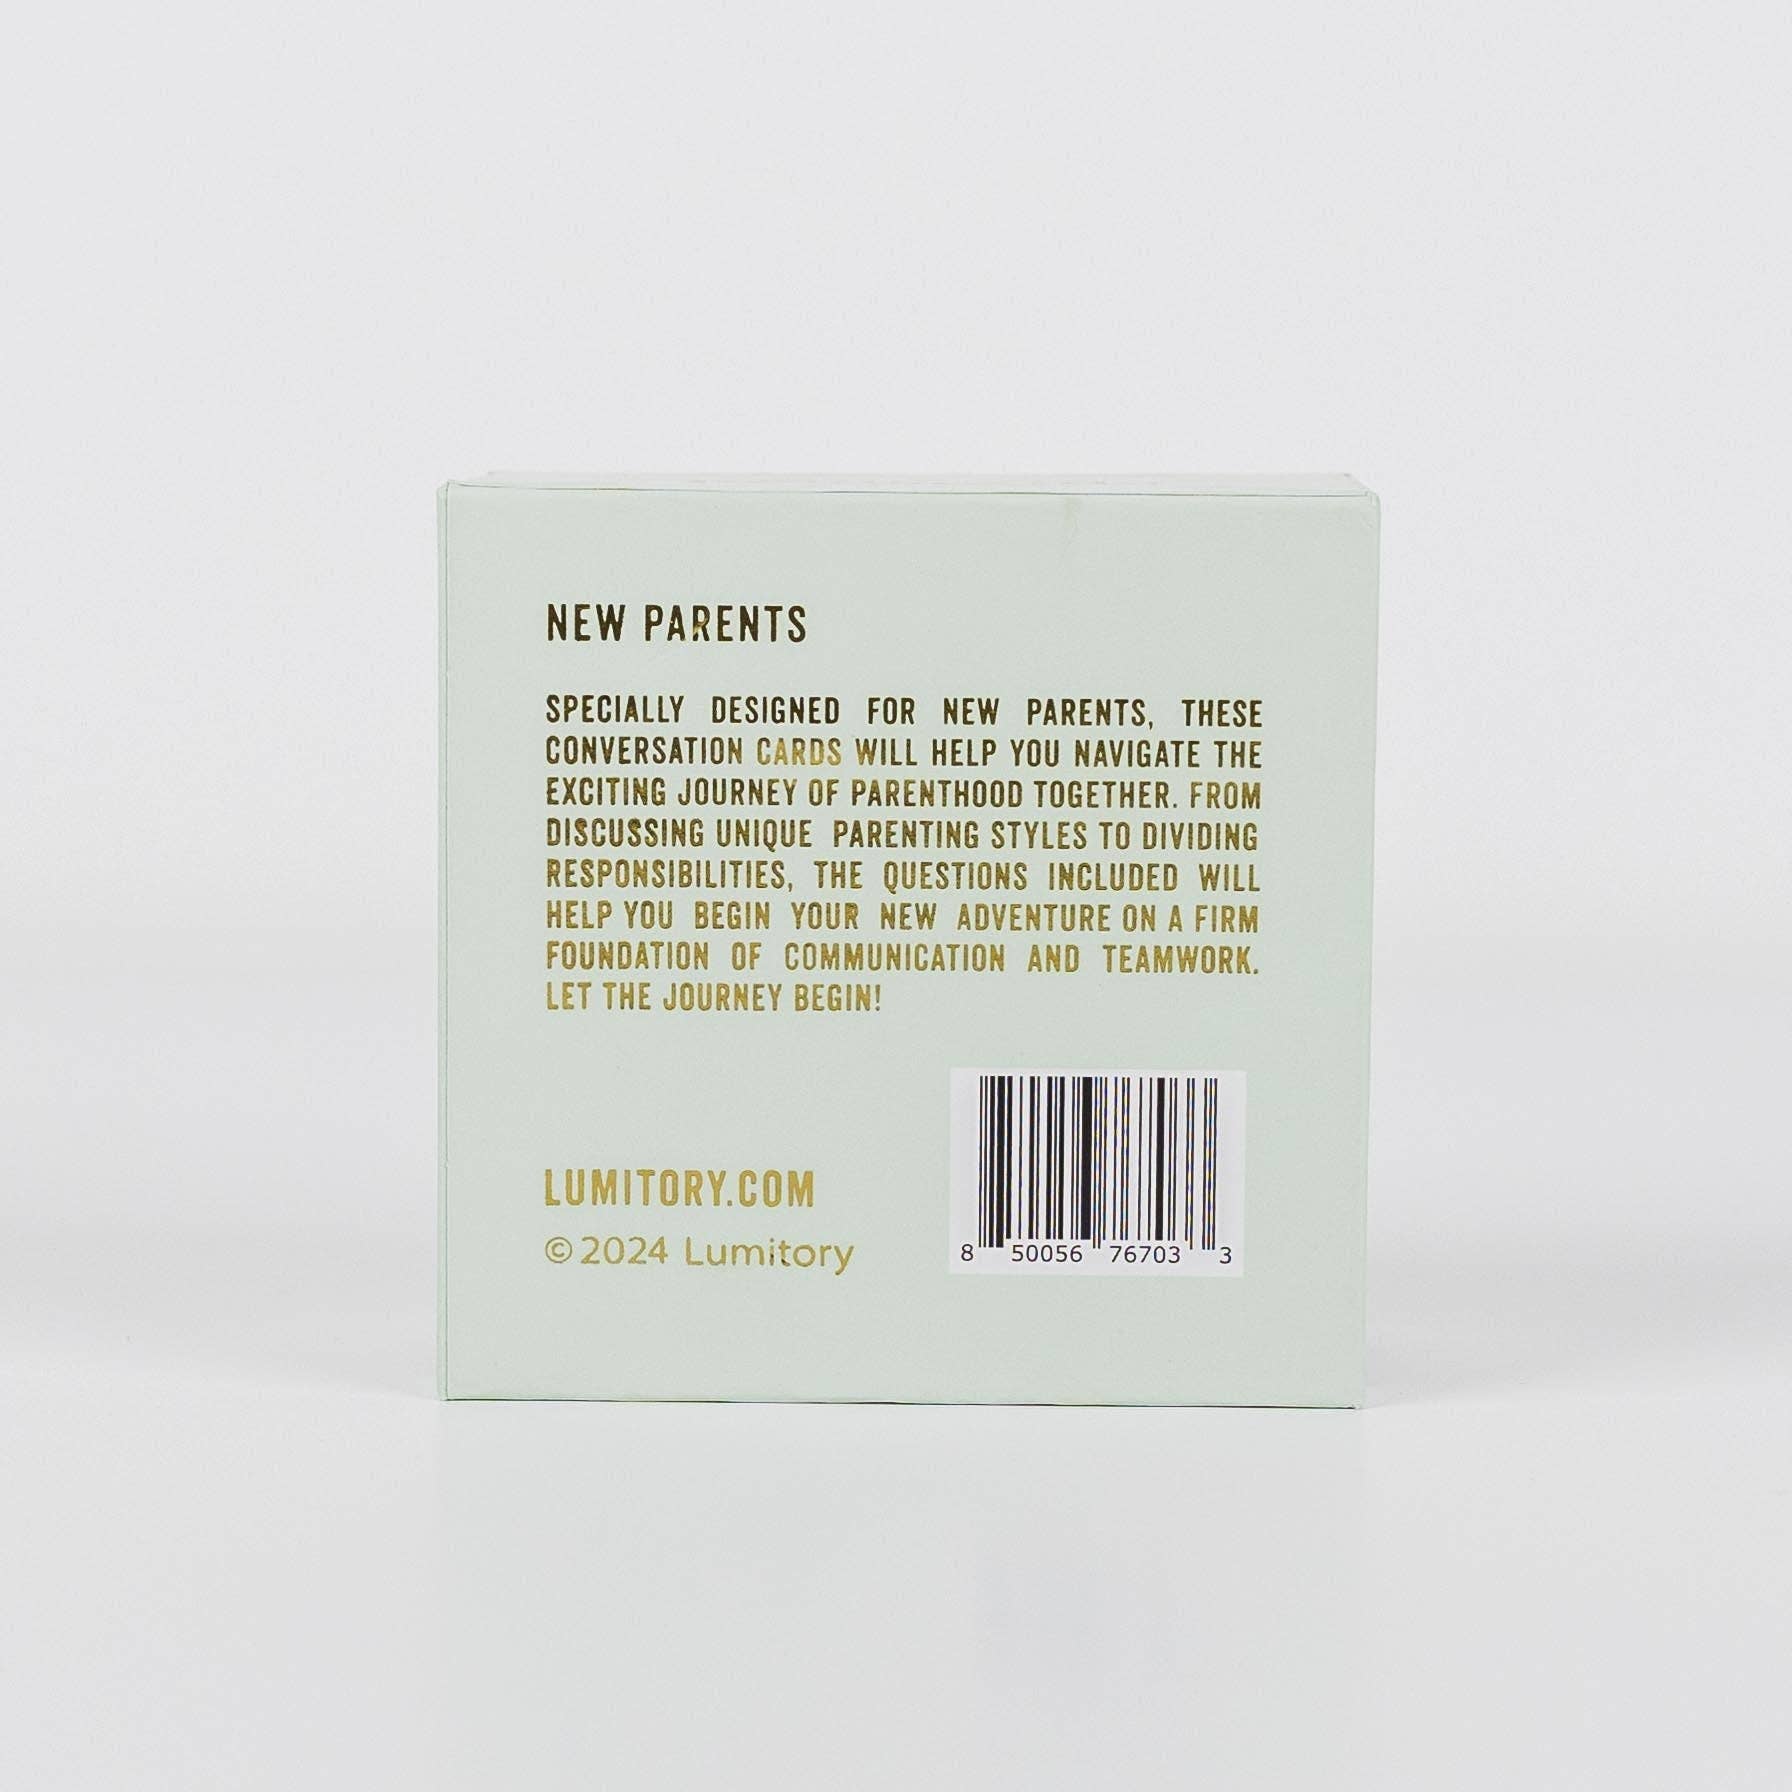 NEW PARENTS
SPECIALLY DESIGNED FOR NEW PARENTS, THESE
CONVERSATION CARDS WILL HELP YOU NAVIGATE THE
EXCITING JOURNEY OF PARENTHOOD TOGETHER. FROM
DISCUSSING UNIQUE PARENTING STYLES TO DIVIDING
RESPONSIBILITIES, THE QUESTIONS INCLUDED WILL
HELP YOU BEGIN YOUR NEW ADVENTURE ON A FIRM
FOUNDATION OF COMMUNICATION AND TEAMWORK.
LET THE JOURNEY BEGIN!
LUMITORY.COM
© 2024 Lumitory
8 50056 76703 3